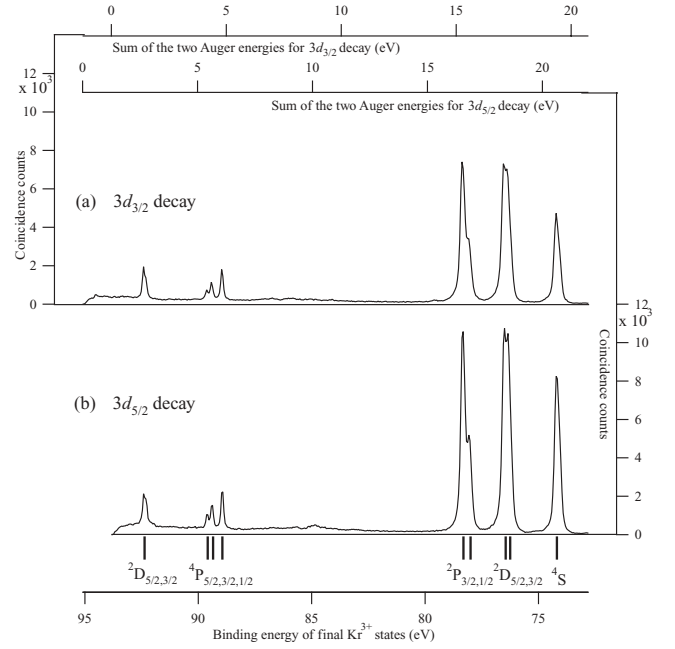 0 5 10 15 20
Sum of the two Auger energies for 3d3/2 decay (eV)
0 5 10 15 20
Sum of the two Auger energies for 3d5/2 decay (eV)
12
x 10³
10
8
6
4
2
0
Coincidence counts
(a) 3d3/2 decay
12
x 10³
10
8
6
4
2
0
Coincidence counts
(b) 3d5/2 decay
²D5/2,3/2 ⁴P5/2,3/2,1/2 ²P3/2,1/2 ²D5/2,3/2 ⁴S
95 90 85 80 75
Binding energy of final Kr³⁺ states (eV)